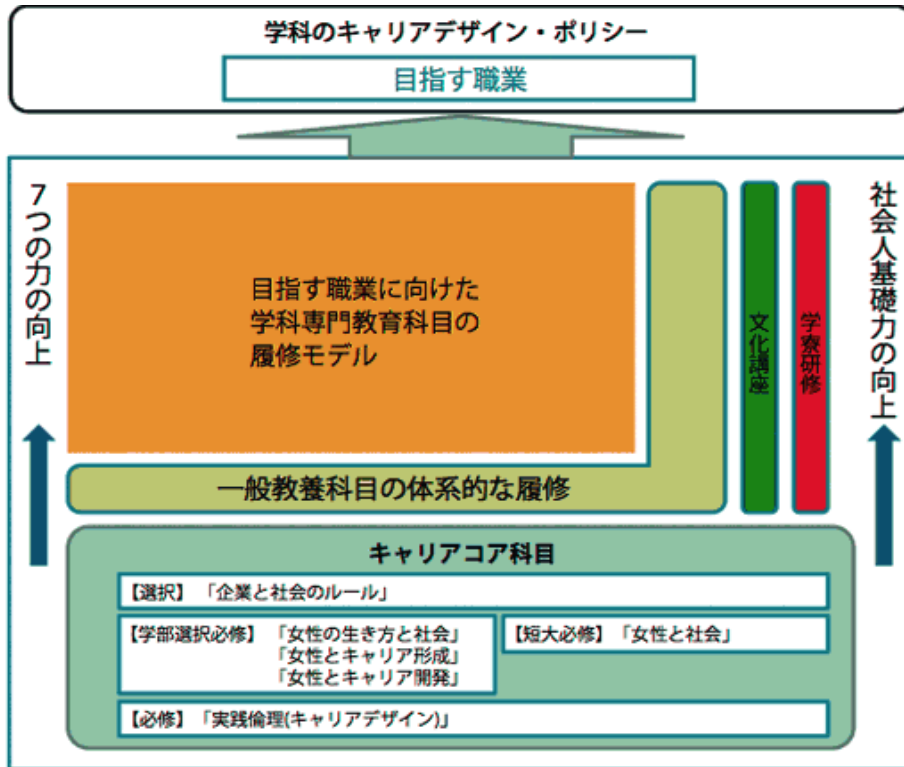 学科のキャリアデザイン・ポリシー
目指す職業
7つの力の向上
目指す職業に向けた
学科専門教育科目の
履修モデル
文化講座
学寮研修
社会人基礎力の向上
一般教養科目の体系的な履修
キャリアコア科目
【選択】「企業と社会のルール」
【学部選択必修】「女性の生き方と社会」
「女性とキャリア形成」
「女性とキャリア開発」
【短大必修】「女性と社会」
【必修】「実践倫理(キャリアデザイン)」